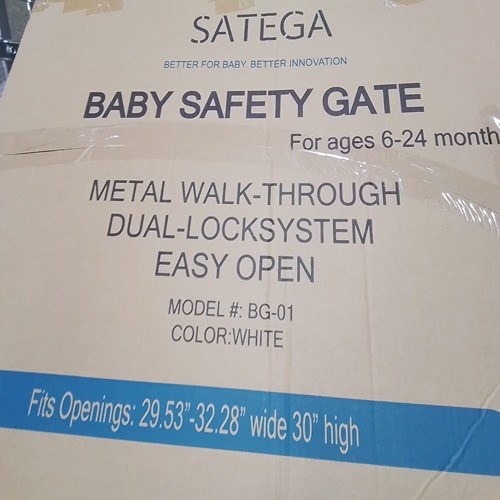 SATEGA
BETTER FOR BABY. BETTER INNOVATION
BABY SAFETY GATE
For ages 6-24 month
METAL WALK-THROUGH
DUAL-LOCKSYSTEM
EASY OPEN
MODEL #: BG-01
COLOR:WHITE
Fits Openings: 29.53"-32.28" wide 30" high